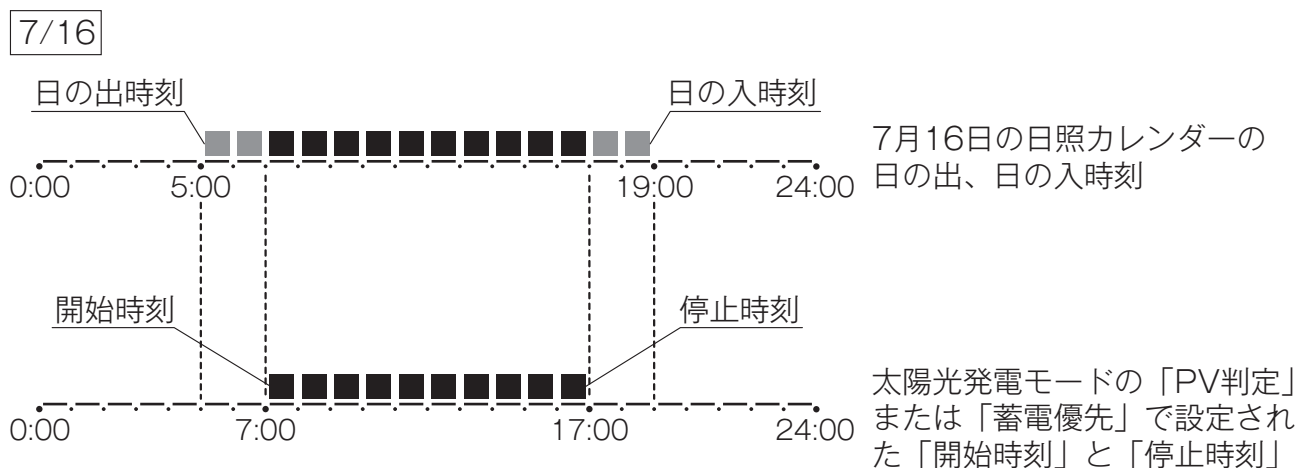 7/16
日の出時刻
日の入時刻
0:00
5:00
19:00
24:00
7月16日の日照カレンダーの
日の出、日の入時刻
開始時刻
停止時刻
0:00
7:00
17:00
24:00
太陽光発電モードの「PV判定」
または「蓄電優先」で設定され
た「開始時刻」と「停止時刻」